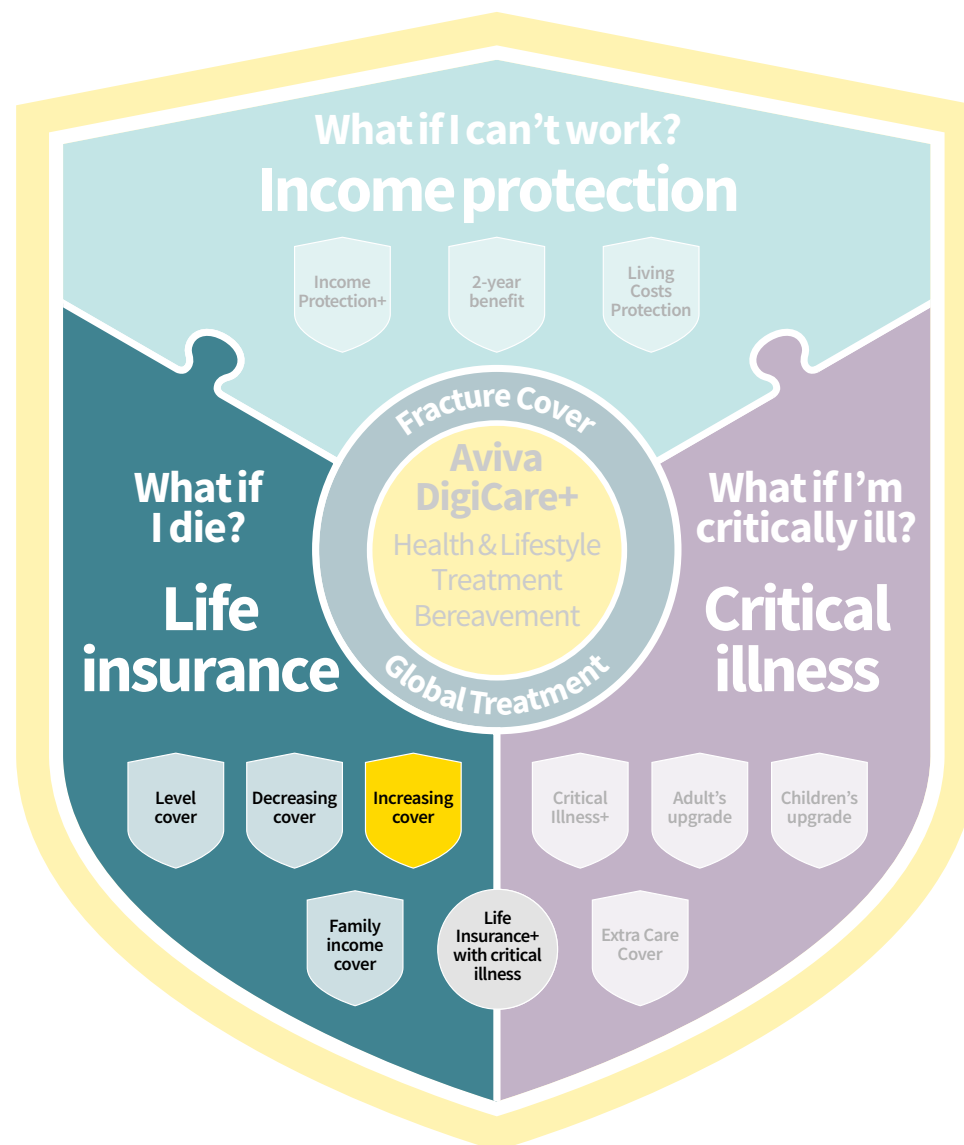 What if I can’t work?
Income protection
Income
Protection+
2-year
benefit
Living
Costs
Protection
Fracture Cover
Aviva
DigiCare+
Health & Lifestyle
Treatment
Bereavement
Global Treatment
What if
I die?
Life
insurance
What if I’m
critically ill?
Critical
illness
Level
cover
Decreasing
cover
Increasing
cover
Critical
Illness+
Adult’s
upgrade
Children’s
upgrade
Family
income
cover
Life
Insurance+
with critical
illness
Extra Care
Cover